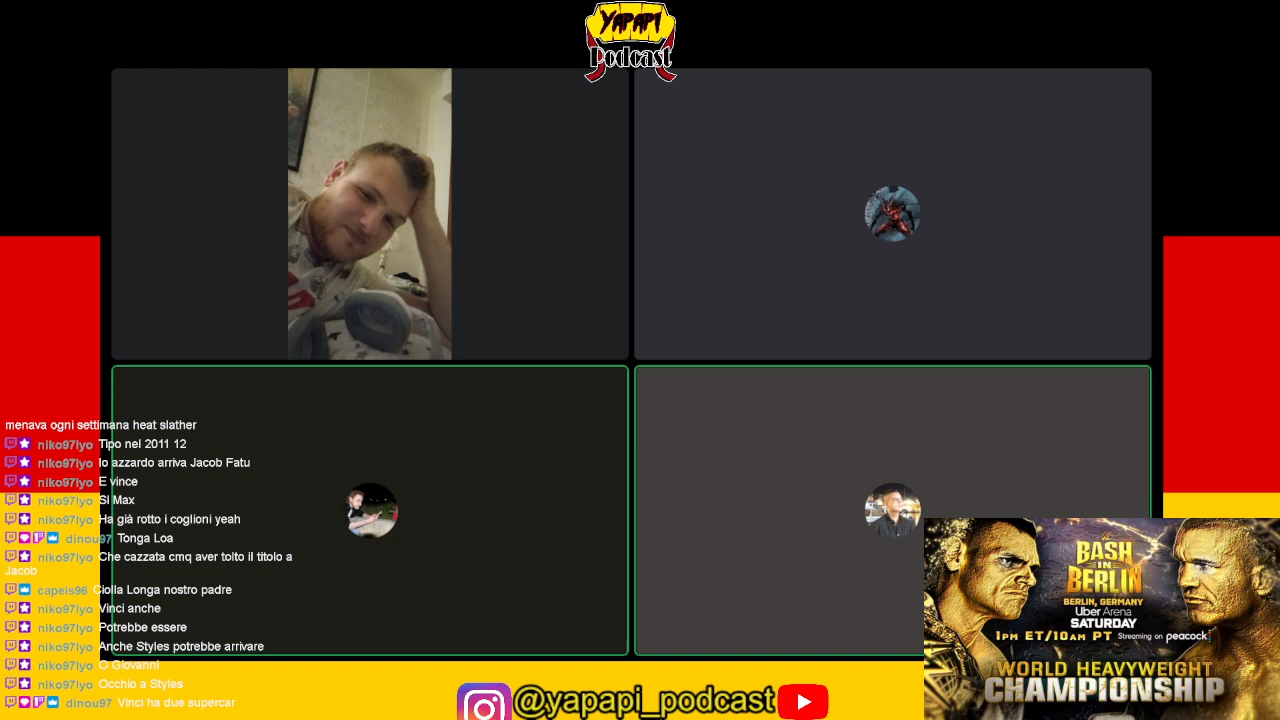 YAPAPI
Podcast
menava ogni settimana heat slather
niko97lyo Tipo nel 2011 12
niko97lyo Io azzardo arriva Jacob Fatu
niko97lyo E vince
niko97lyo Si Max
niko97lyo Ha già rotto i coglioni yeah
dinou97 Tonga Loa
niko97lyo Che cazzata cmq aver tolto il titolo a
Jacob
capeis96 Ciolla Longa nostro padre
niko97lyo Vinci anche
niko97lyo Potrebbe essere
niko97lyo Anche Styles potrebbe arrivare
niko97lyo O Giovanni
niko97lyo Occhio a Styles
dinou97 Vinci ha due supercar
@yapapi_podcast
BASH
IN
BERLIN
BERLIN, GERMANY
Uber Arena
SATURDAY
1PM ET/10AM PT Streaming on peacock
WORLD HEAVYWEIGHT
CHAMPIONSHIP